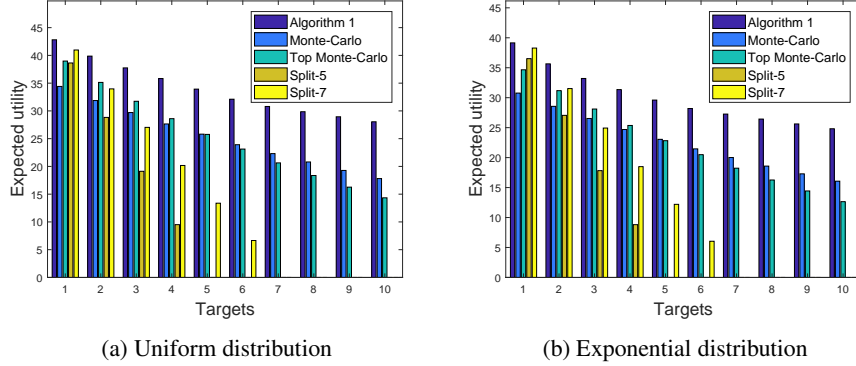 45
40
35
30
25
20
15
10
5
0
Expected utility
Algorithm 1
Monte-Carlo
Top Monte-Carlo
Split-5
Split-7
1 2 3 4 5 6 7 8 9 10
Targets
(a) Uniform distribution
45
40
35
30
25
20
15
10
5
0
Expected utility
Algorithm 1
Monte-Carlo
Top Monte-Carlo
Split-5
Split-7
1 2 3 4 5 6 7 8 9 10
Targets
(b) Exponential distribution